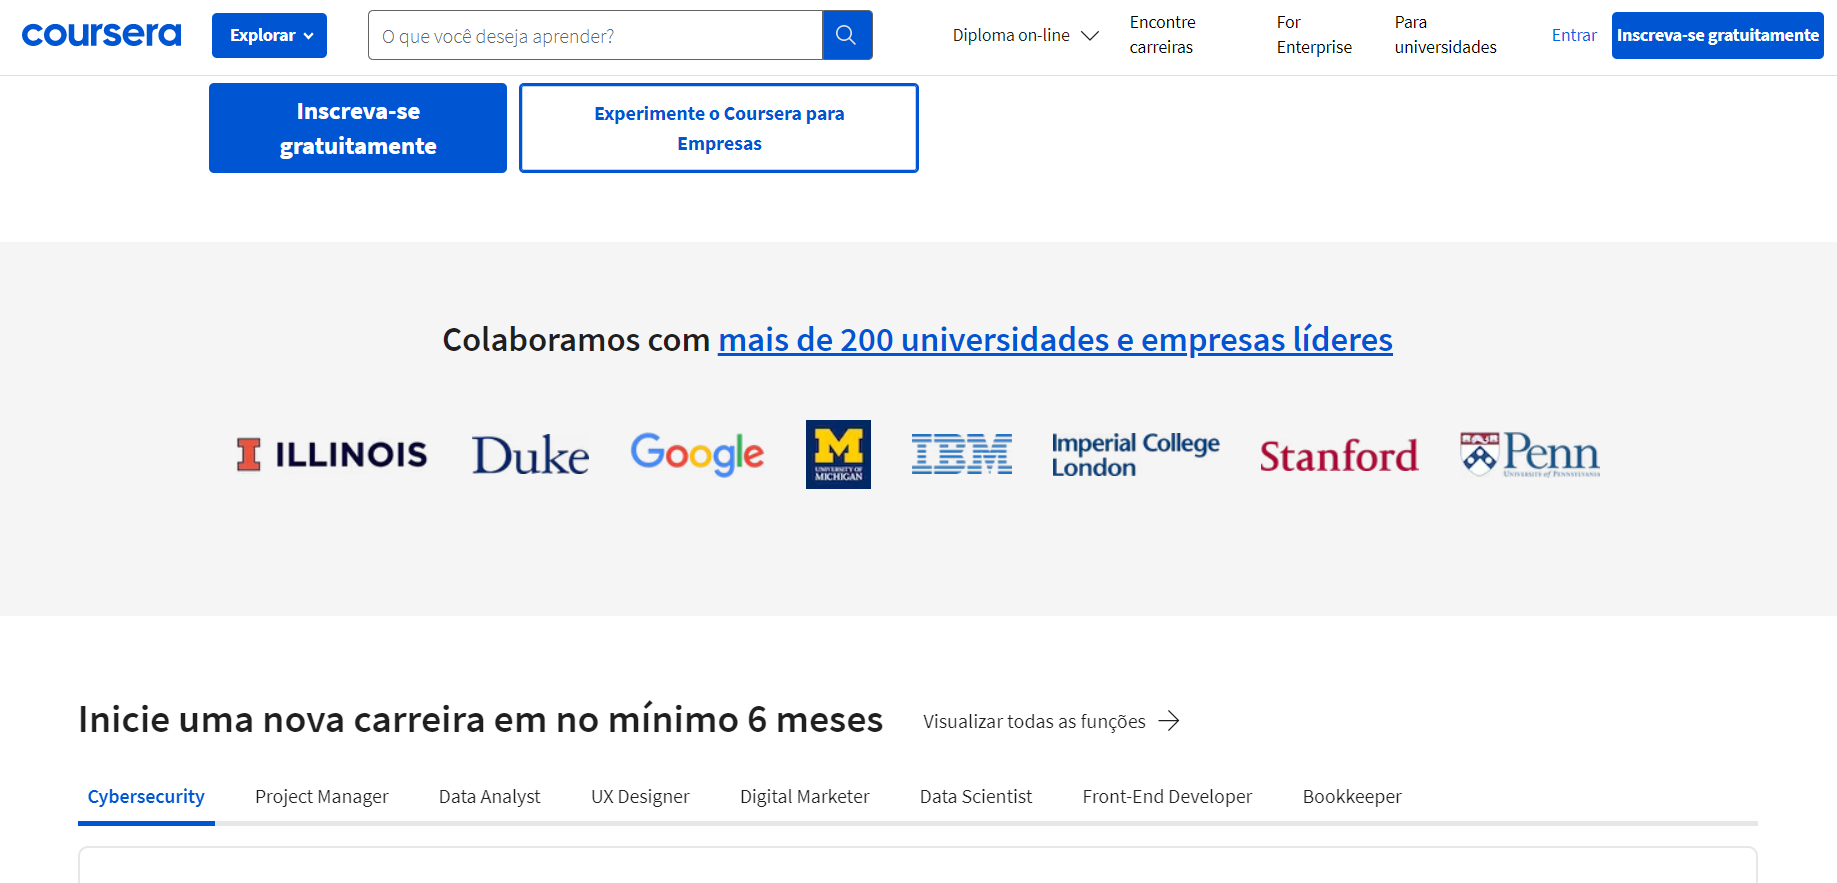 coursera
Explorar
O que você deseja aprender?
Diploma on-line
Encontre
carreiras
For
Enterprise
Para
universidades
Entrar
Inscreva-se gratuitamente
Inscreva-se
gratuitamente
Experimente o Coursera para
Empresas
Colaboramos com mais de 200 universidades e empresas líderes
I ILLINOIS
Duke
Google
M
UNIVERSITY OF
MICHIGAN
IBM
Imperial College
London
Stanford
Penn
UNIVERSITY OF PENNSYLVANIA
Inicie uma nova carreira em no mínimo 6 meses
Visualizar todas as funções
Cybersecurity
Project Manager
Data Analyst
UX Designer
Digital Marketer
Data Scientist
Front-End Developer
Bookkeeper